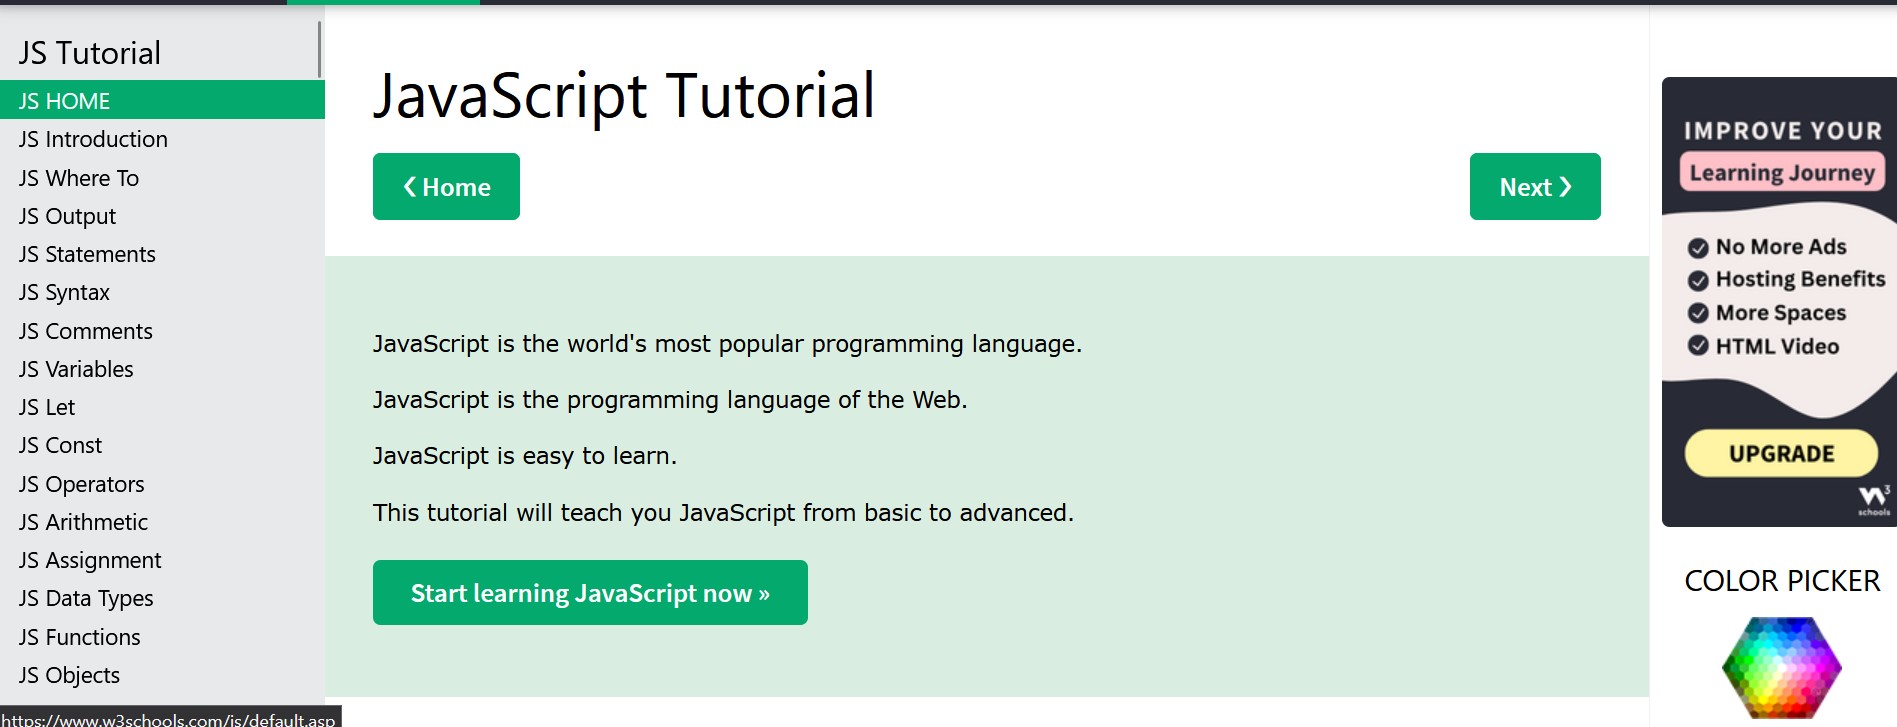 JS Tutorial
JS HOME
JS Introduction
JS Where To
JS Output
JS Statements
JS Syntax
JS Comments
JS Variables
JS Let
JS Const
JS Operators
JS Arithmetic
JS Assignment
JS Data Types
JS Functions
JS Objects
https://www.w3schools.com/js/default.asp
JavaScript Tutorial
❮ Home
Next ❯
JavaScript is the world's most popular programming language.
JavaScript is the programming language of the Web.
JavaScript is easy to learn.
This tutorial will teach you JavaScript from basic to advanced.
Start learning JavaScript now »
IMPROVE YOUR
Learning Journey
No More Ads
Hosting Benefits
More Spaces
HTML Video
UPGRADE
w3
schools
COLOR PICKER